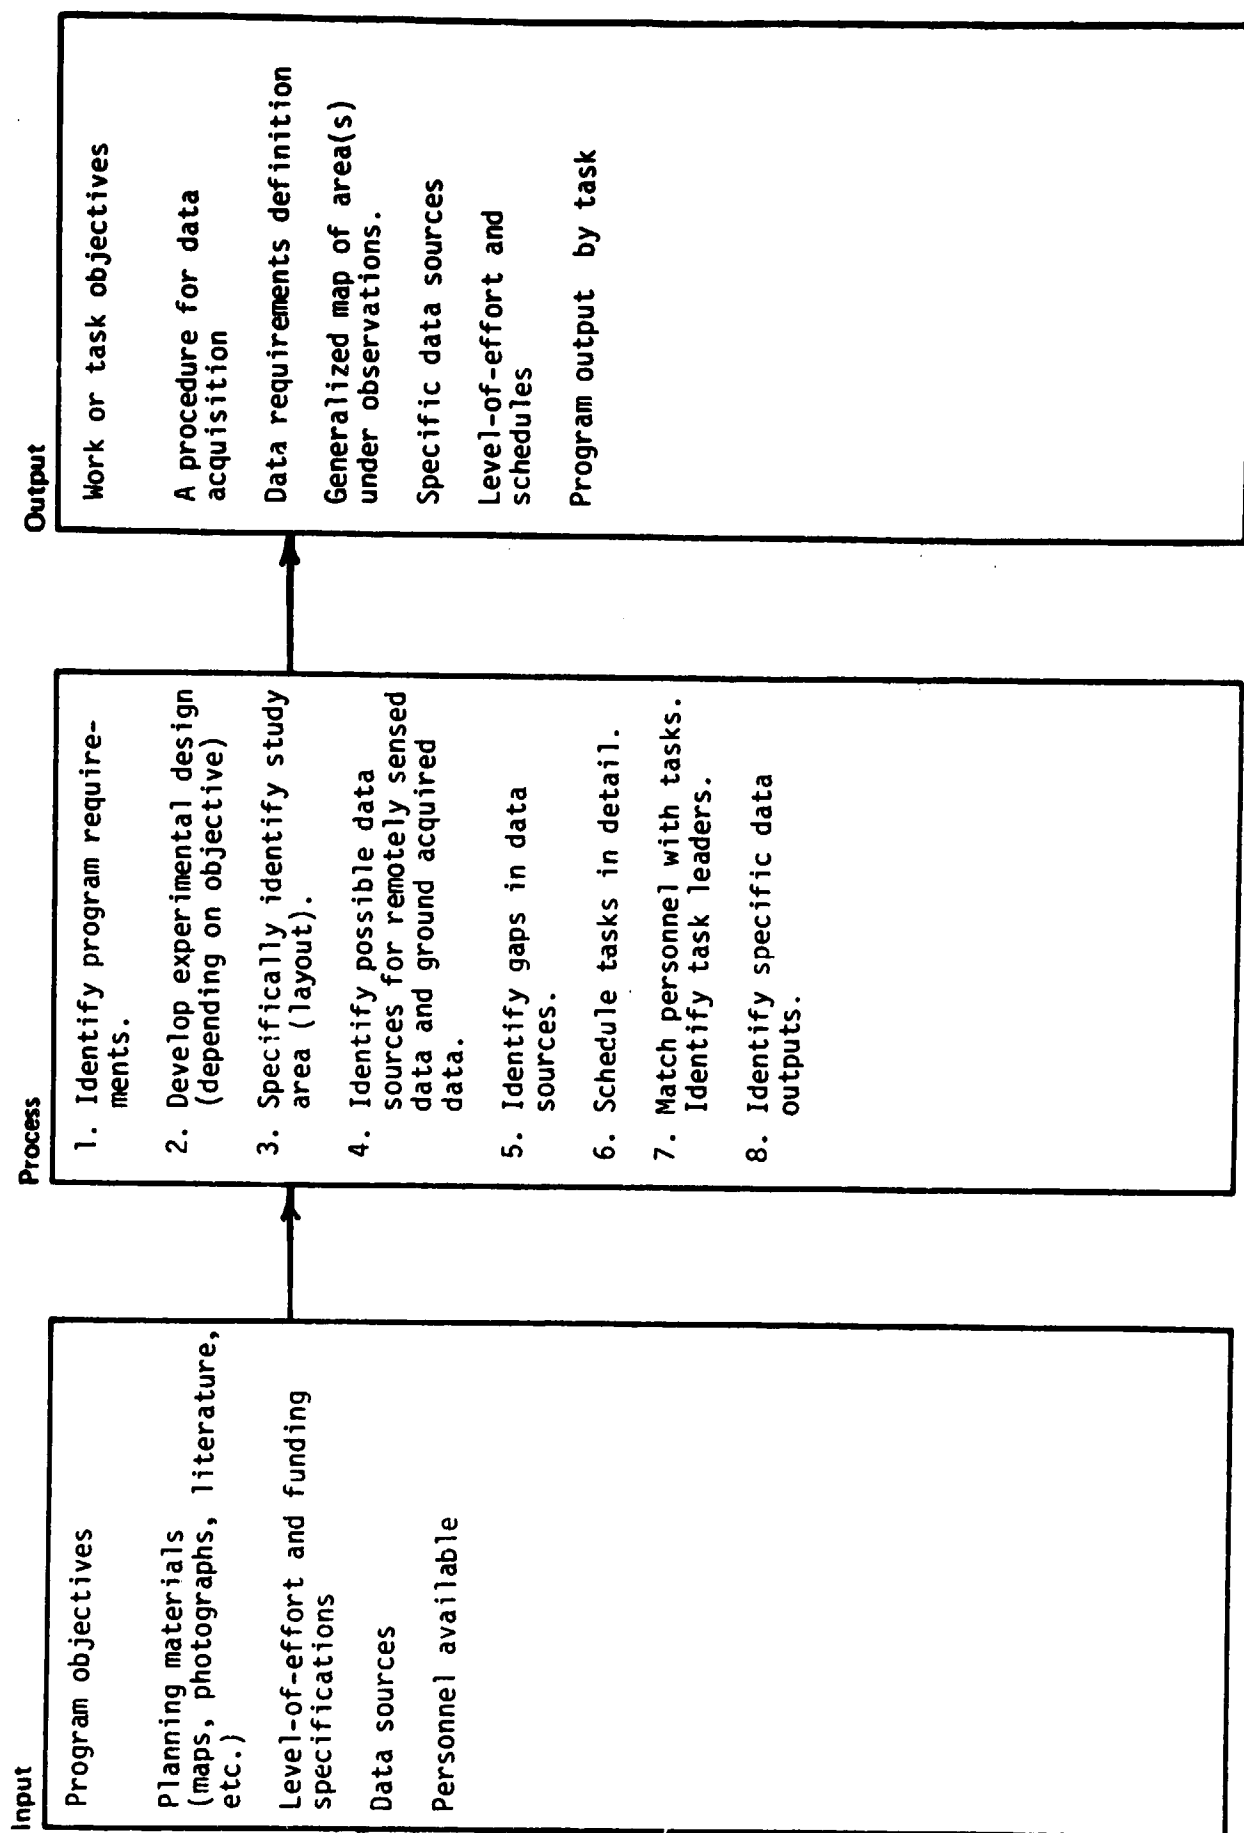 Input
Program objectives
Planning materials
(maps, photographs, literature,
etc.)
Level-of-effort and funding
specifications
Data sources
Personnel available
Process
1. Identify program require-
ments.
2. Develop experimental design
(depending on objective)
3. Specifically identify study
area (layout).
4. Identify possible data
sources for remotely sensed
data and ground acquired
data.
5. Identify gaps in data
sources.
6. Schedule tasks in detail.
7. Match personnel with tasks.
Identify task leaders.
8. Identify specific data
outputs.
Output
Work or task objectives
A procedure for data
acquisition
Data requirements definition
Generalized map of area(s)
under observations.
Specific data sources
Level-of-effort and
schedules
Program output by task